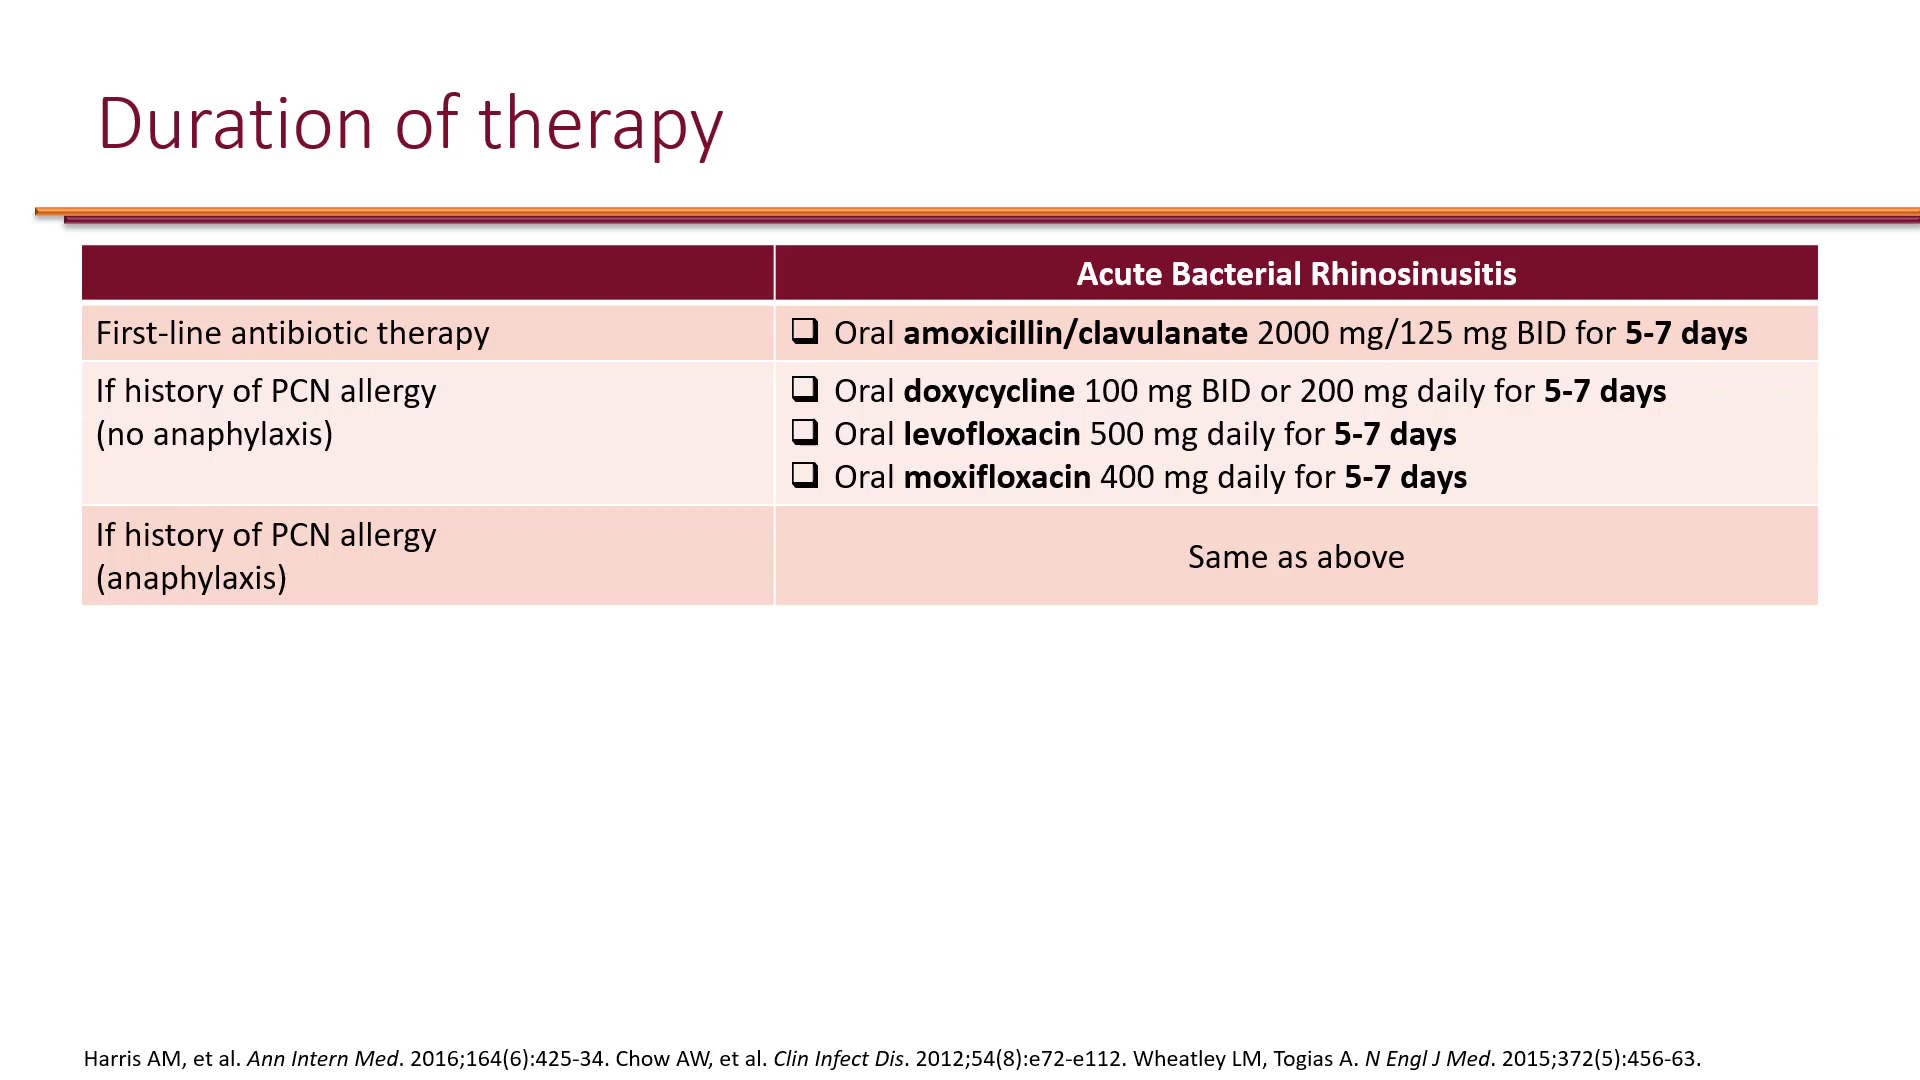 Duration of therapy
Acute Bacterial Rhinosinusitis
First-line antibiotic therapy
❑ Oral amoxicillin/clavulanate 2000 mg/125 mg BID for 5-7 days
If history of PCN allergy
(no anaphylaxis)
❑ Oral doxycycline 100 mg BID or 200 mg daily for 5-7 days
❑ Oral levofloxacin 500 mg daily for 5-7 days
❑ Oral moxifloxacin 400 mg daily for 5-7 days
If history of PCN allergy
(anaphylaxis)
Same as above
Harris AM, et al. Ann Intern Med. 2016;164(6):425-34. Chow AW, et al. Clin Infect Dis. 2012;54(8):e72-e112. Wheatley LM, Togias A. N Engl J Med. 2015;372(5):456-63.